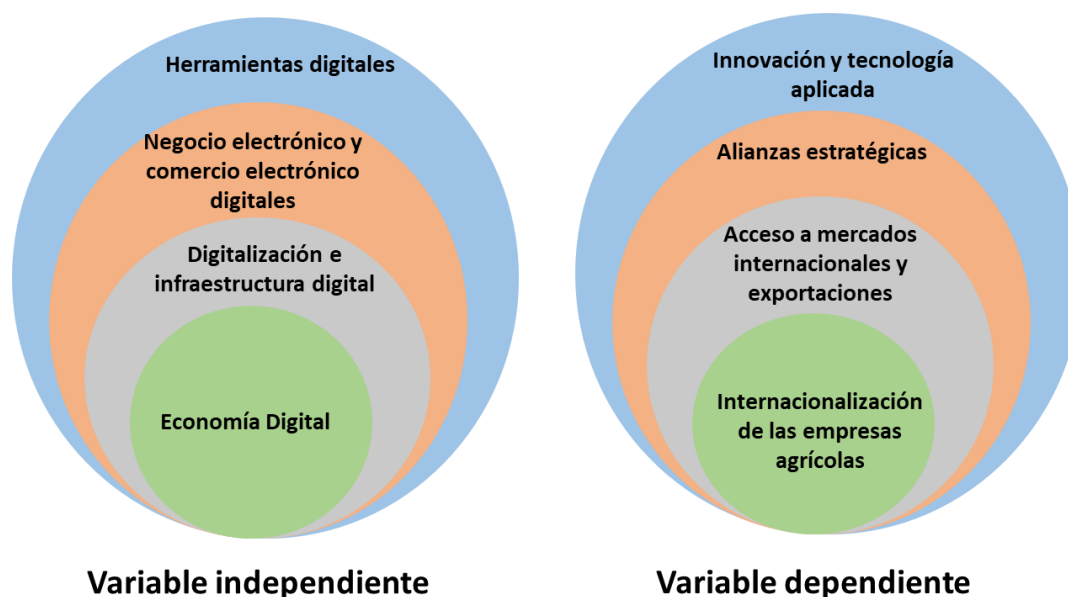 Herramientas digitales
Negocio electrónico y
comercio electrónico
digitales
Digitalización e
infraestructura digital
Economía Digital
Variable independiente
Innovación y tecnología
aplicada
Alianzas estratégicas
Acceso a mercados
internacionales y
exportaciones
Internacionalización
de las empresas
agrícolas
Variable dependiente